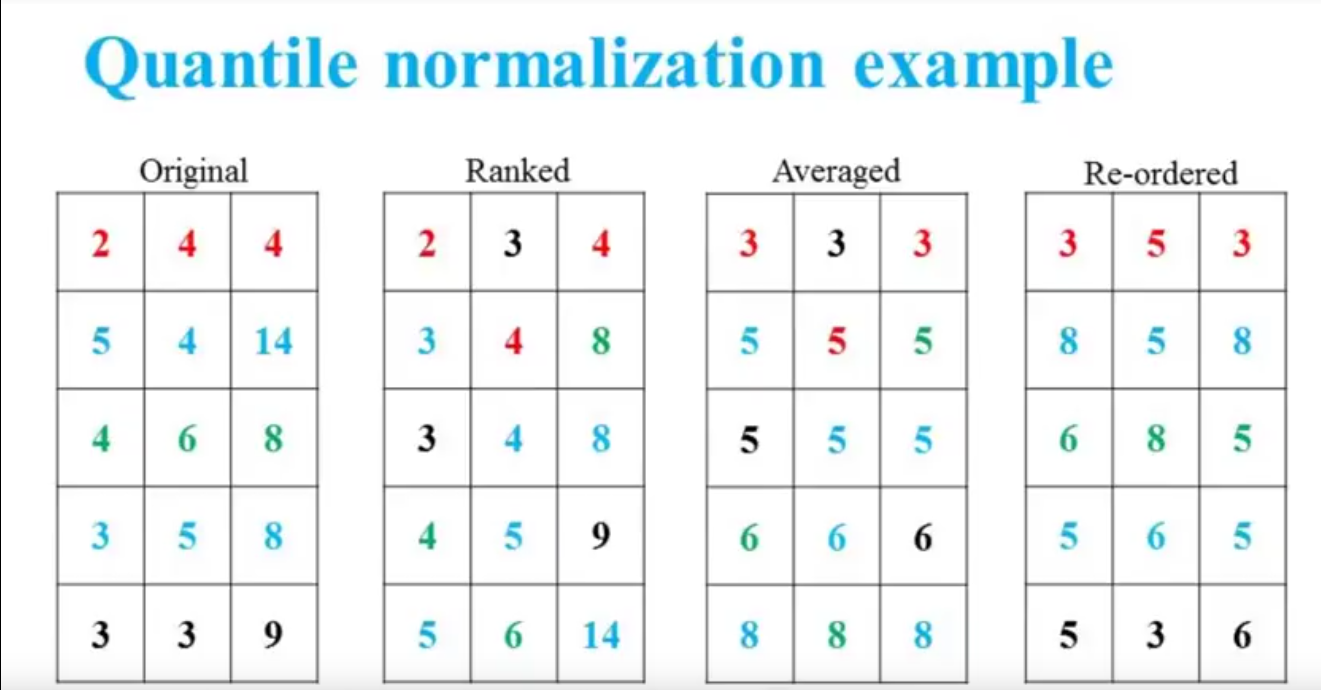 Quantile normalization example
Original Ranked Averaged Re-ordered
2 4 4 2 3 4 3 3 3 3 5 3
5 4 14 3 4 8 5 5 5 8 5 8
4 6 8 3 4 8 5 5 5 6 8 5
3 5 8 4 5 9 6 6 6 5 6 5
3 3 9 5 6 14 8 8 8 5 3 6